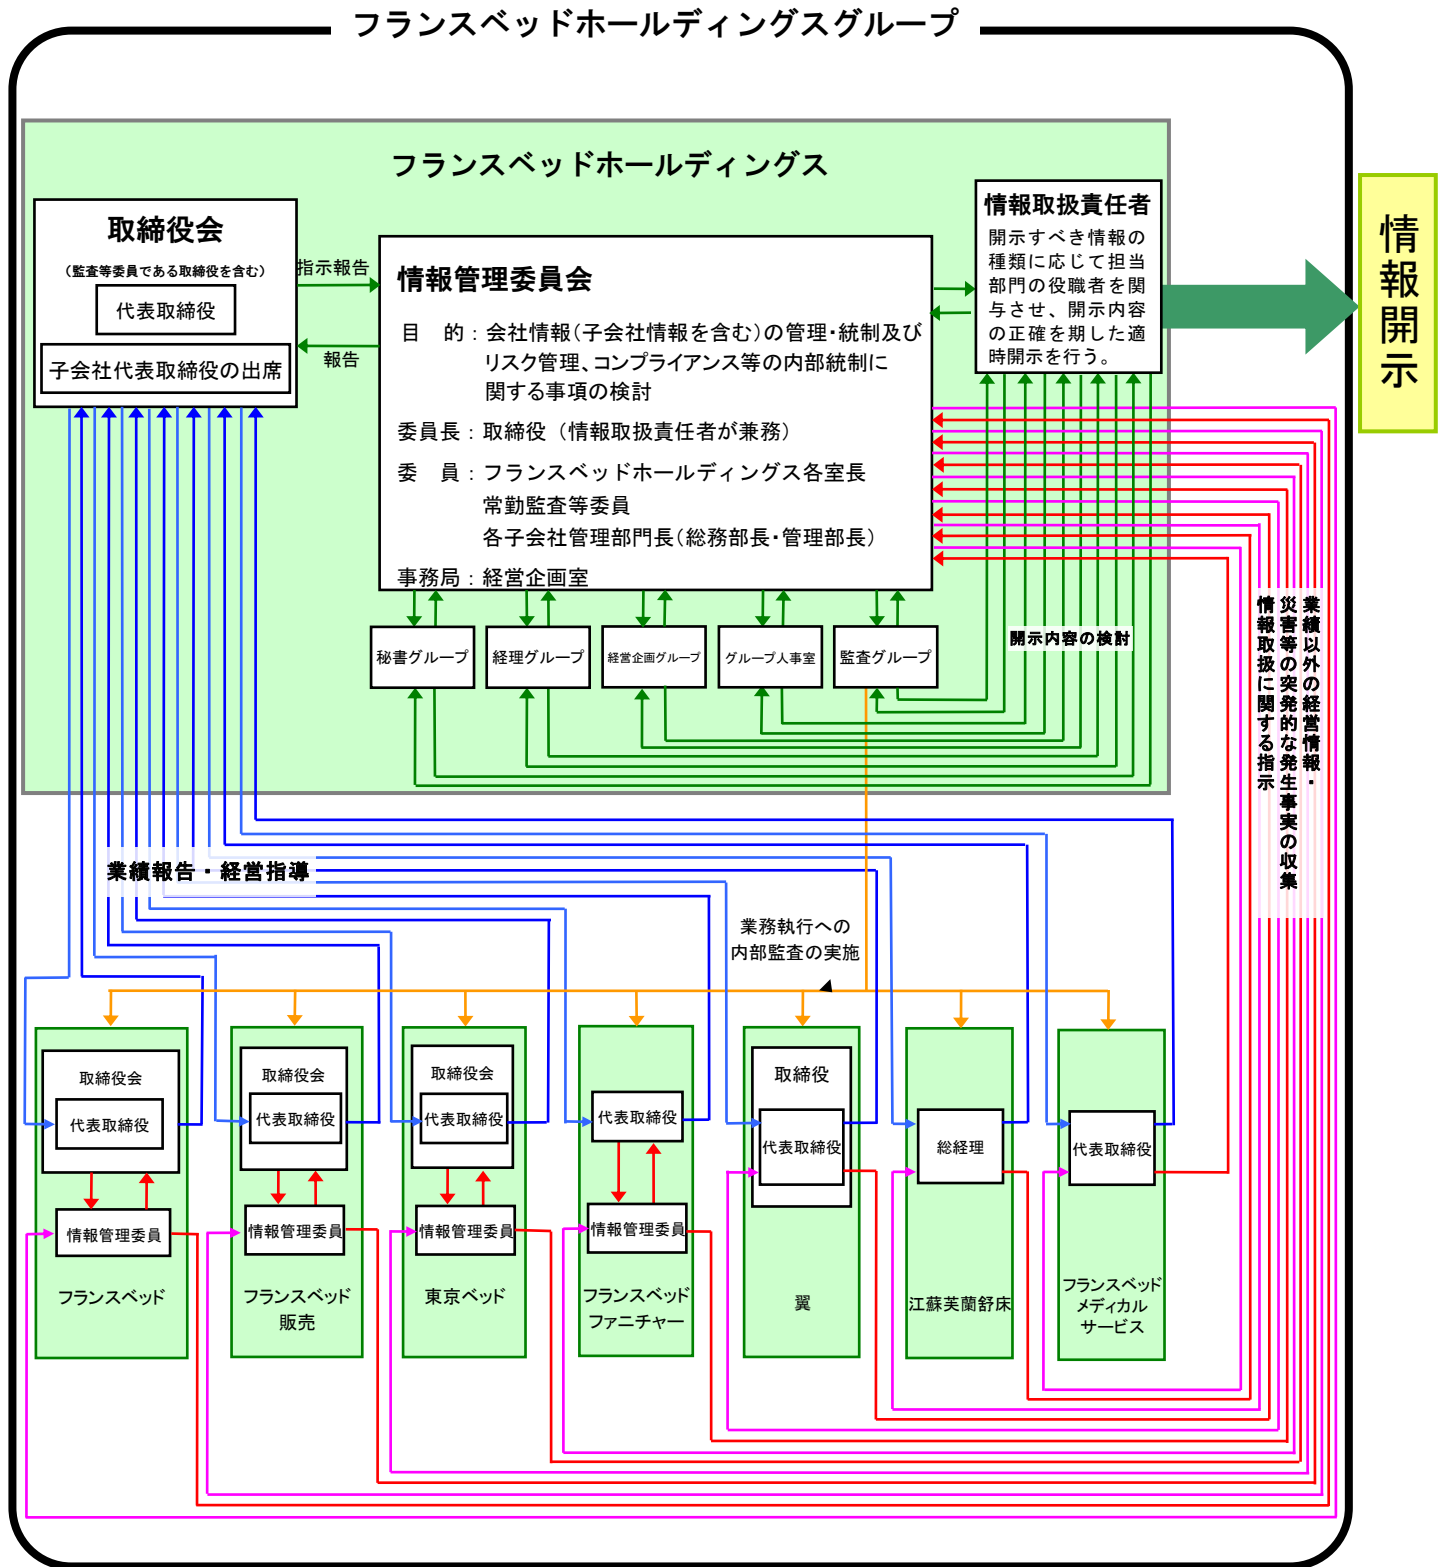 フランスベッドホールディングスグループ
フランスベッドホールディングス
取締役会
（監査等委員である取締役を含む）
代表取締役
子会社代表取締役の出席
指示報告
報告
情報管理委員会
目　的：会社情報（子会社情報を含む）の管理・統制及び
リスク管理、コンプライアンス等の内部統制に
関する事項の検討
委員長：取締役（情報取扱責任者が兼務）
委　員：フランスベッドホールディングス各室長
常勤監査等委員
各子会社管理部門長（総務部長・管理部長）
事務局：経営企画室
情報取扱責任者
開示すべき情報の
種類に応じて担当
部門の役職者を関
与させ、開示内容
の正確を期した適
時開示を行う。
情報開示
秘書グループ
経理グループ
経営企画グループ
グループ人事室
監査グループ
開示内容の検討
業績以外の経営情報・
災害等の突発的な発生事実の収集
情報取扱に関する指示
業績報告・経営指導
業務執行への
内部監査の実施
取締役会
代表取締役
情報管理委員
フランスベッド
取締役会
代表取締役
情報管理委員
フランスベッド
販売
取締役会
代表取締役
情報管理委員
東京ベッド
代表取締役
情報管理委員
フランスベッド
ファニチャー
取締役
代表取締役
翼
総経理
江蘇芙蘭舒床
代表取締役
フランスベッド
メディカル
サービス